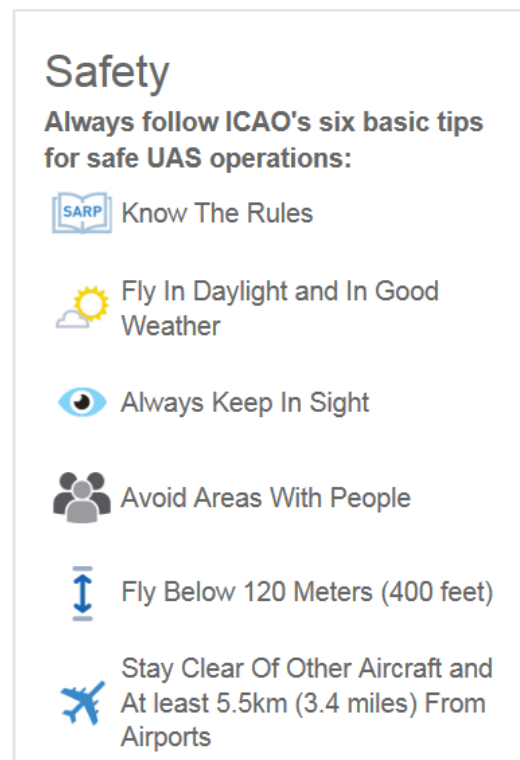 Safety
Always follow ICAO's six basic tips
for safe UAS operations:
SARP
Know The Rules
Fly In Daylight and In Good
Weather
Always Keep In Sight
Avoid Areas With People
Fly Below 120 Meters (400 feet)
Stay Clear Of Other Aircraft and
At least 5.5km (3.4 miles) From
Airports